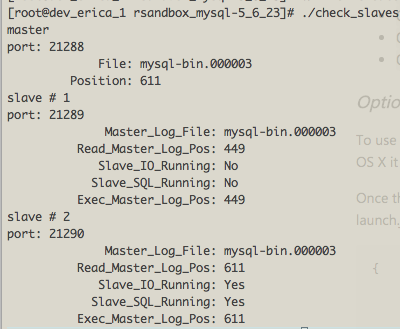 [root@dev_erica_1 rsandbox_mysql-5_6_23]# ./check_slaves
master
port: 21288
File: mysql-bin.000003
Position: 611
slave # 1
port: 21289
Master_Log_File: mysql-bin.000003
Read_Master_Log_Pos: 449
Slave_IO_Running: No
Slave_SQL_Running: No
Exec_Master_Log_Pos: 449
slave # 2
port: 21290
Master_Log_File: mysql-bin.000003
Read_Master_Log_Pos: 611
Slave_IO_Running: Yes
Slave_SQL_Running: Yes
Exec_Master_Log_Pos: 611
Optio
To use
OS X it
Once th
launch,
{